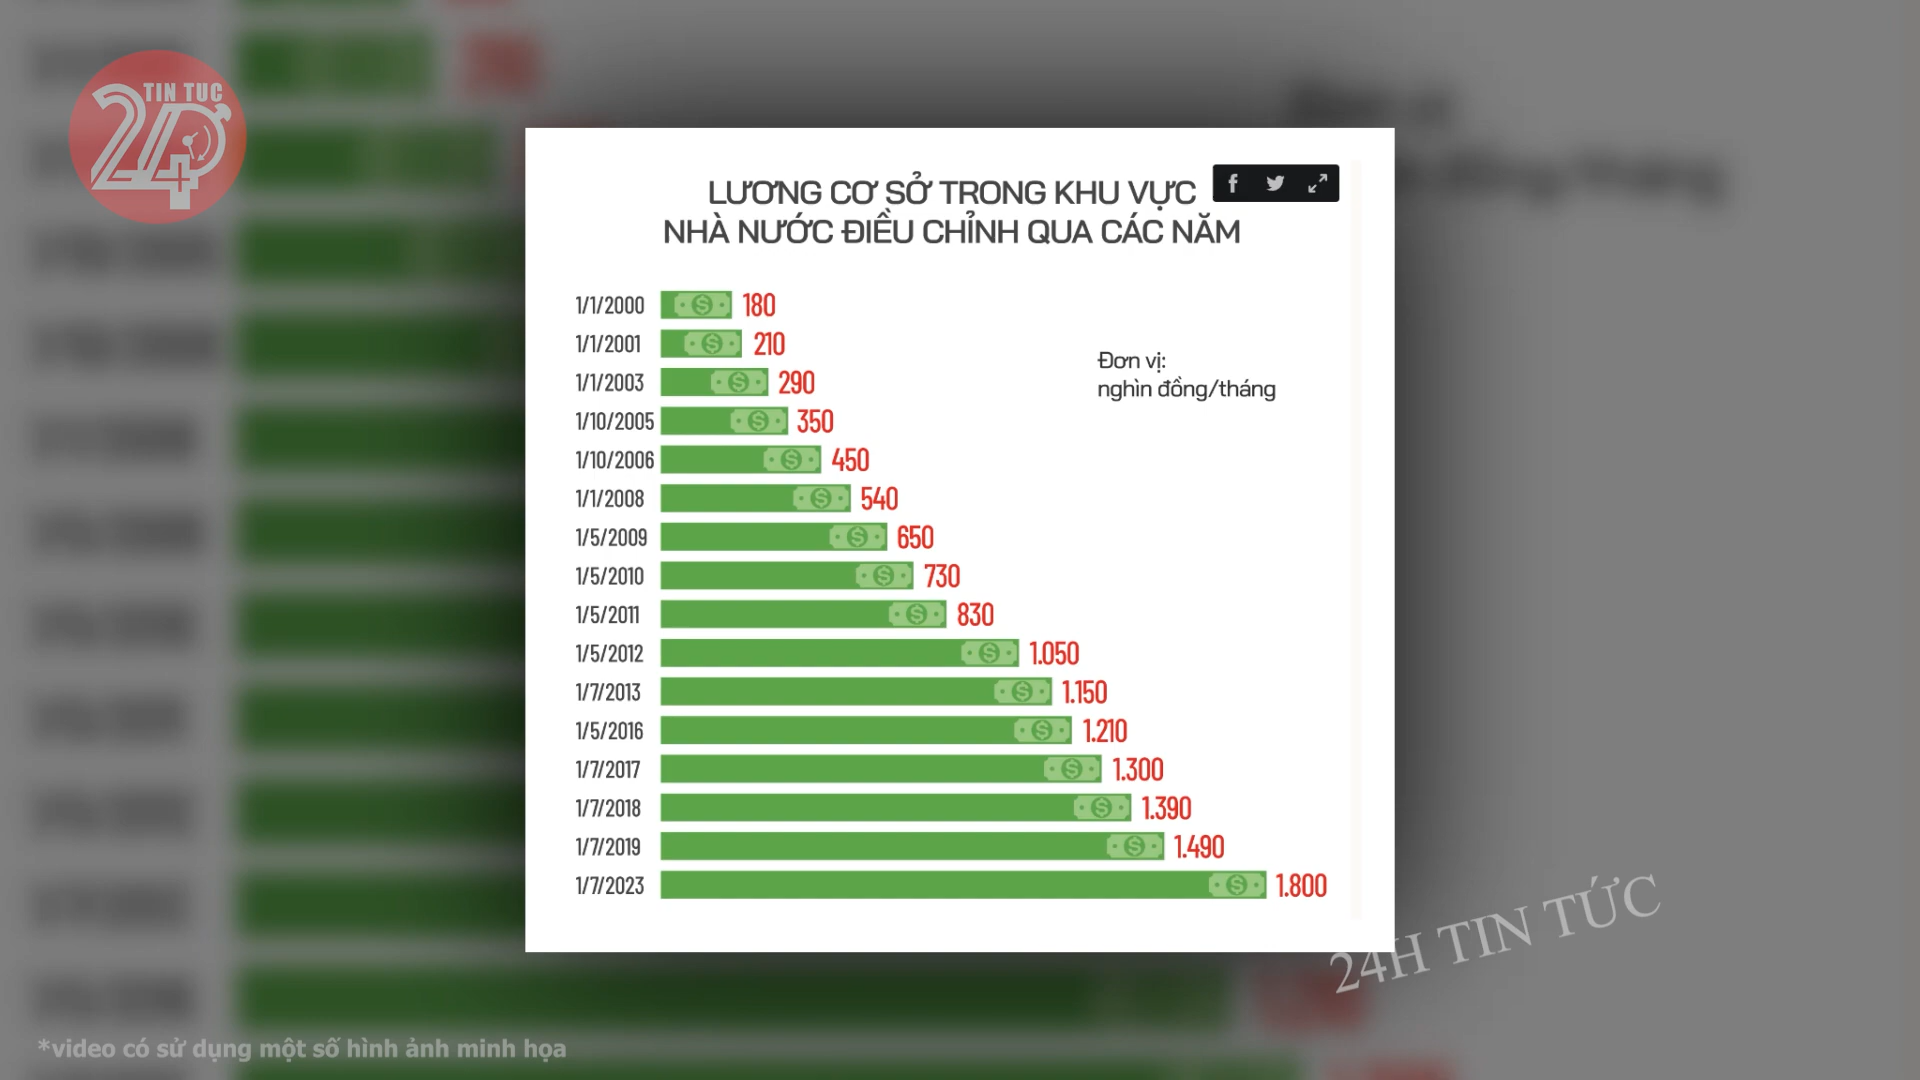 TIN TUC
24
LƯƠNG CƠ SỞ TRONG KHU VỰC
NHÀ NƯỚC ĐIỀU CHỈNH QUA CÁC NĂM
1/1/2000 180
1/1/2001 210
1/1/2003 290
1/10/2005 350
1/10/2006 450
1/1/2008 540
1/5/2009 650
1/5/2010 730
1/5/2011 830
1/5/2012 1.050
1/7/2013 1.150
1/5/2016 1.210
1/7/2017 1.300
1/7/2018 1.390
1/7/2019 1.490
1/7/2023 1.800
Đơn vị:
nghìn đồng/tháng
24H TIN TỨC
*video có sử dụng một số hình ảnh minh họa